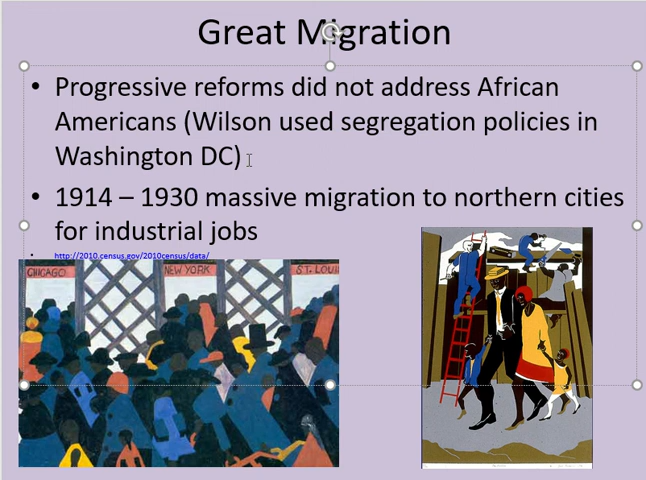 Great Migration
• Progressive reforms did not address African
Americans (Wilson used segregation policies in
Washington DC)
• 1914 – 1930 massive migration to northern cities
for industrial jobs
• http://2010.census.gov/2010census/data/
CHICAGO NEW YORK ST. LOUI